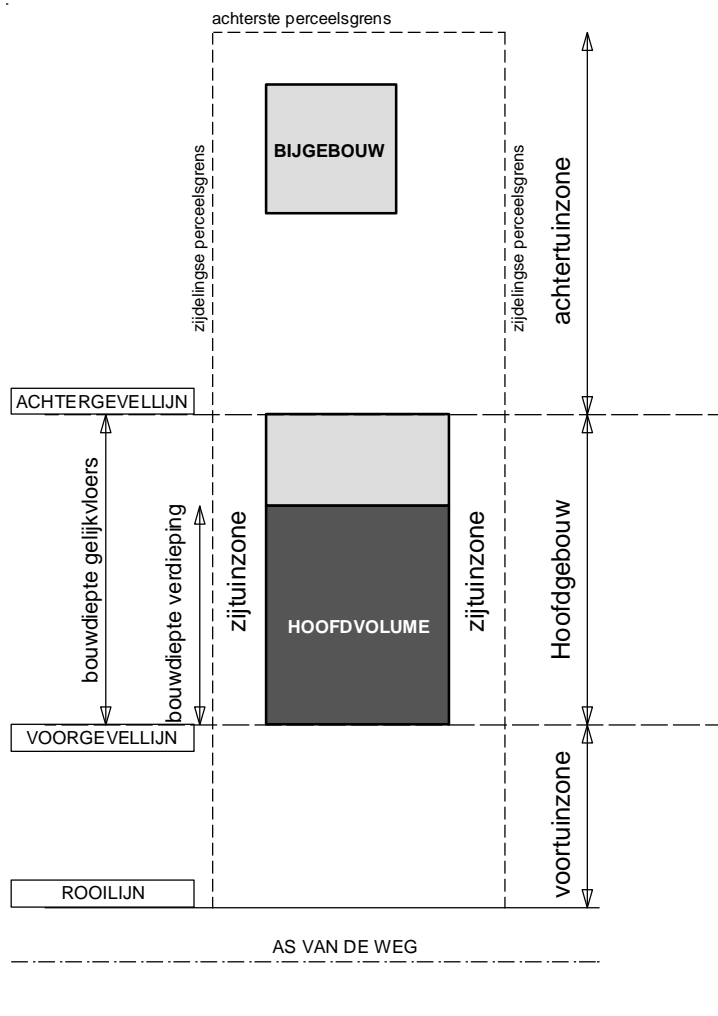 achterste perceelsgrens
BIJGEBOUW
zijdelingse perceelsgrens
zijdelingse perceelsgrens
achtertuinzone
ACHTERGEVELLIJN
bouwdiepte gelijkvloers
bouwdiepte verdieping
zijtuinzone
HOOFDVOLUME
zijtuinzone
Hoofdgebouw
VOORGEVELLIJN
voortuinzone
ROOILIJN
AS VAN DE WEG